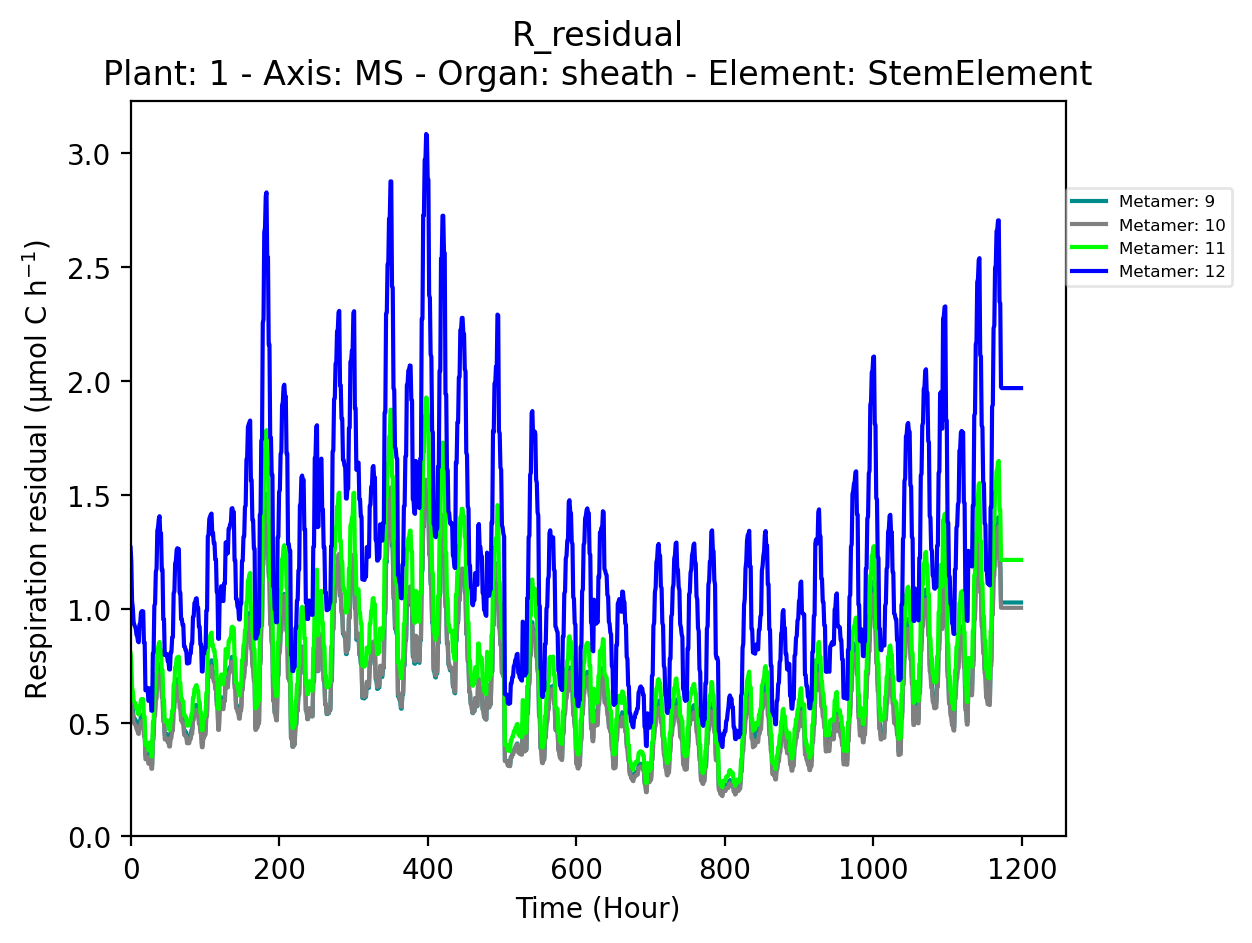 R_residual
Plant: 1 - Axis: MS - Organ: sheath - Element: StemElement
3.0
2.5
2.0
1.5
1.0
0.5
0.0
Respiration residual (µmol C h⁻¹)
0 200 400 600 800 1000 1200
Time (Hour)
Metamer: 9
Metamer: 10
Metamer: 11
Metamer: 12